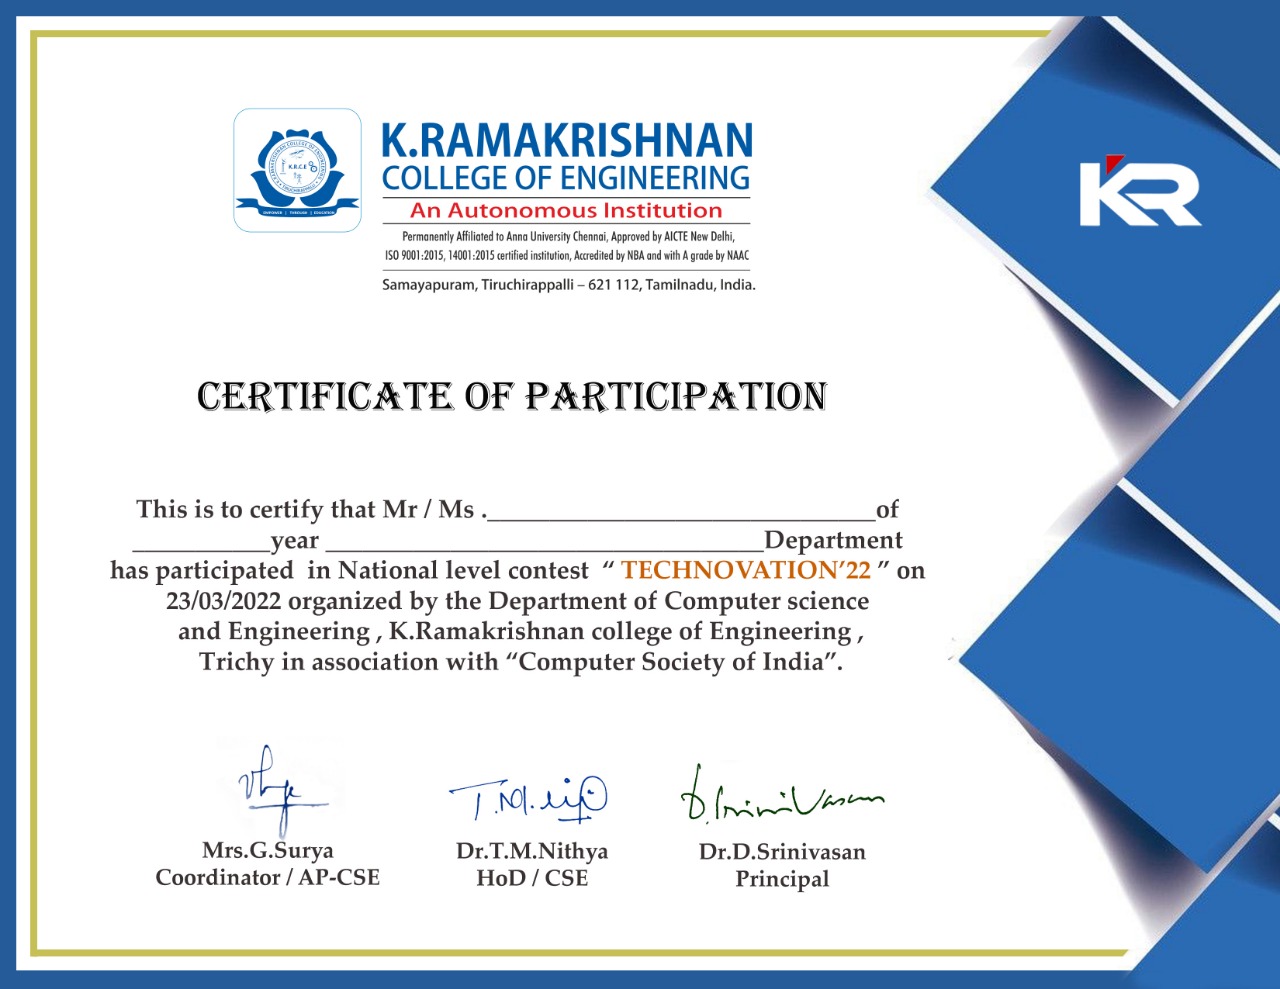 K.RAMAKRISHNAN
COLLEGE OF ENGINEERING
An Autonomous Institution
Permanently Affiliated to Anna University Chennai, Approved by AICTE New Delhi,
ISO 9001:2015, 14001:2015 certified institution, Accredited by NBA and with A grade by NAAC
Samayapuram, Tiruchirappalli – 621 112, Tamilnadu, India.
K.R.C.E
EMPOWER | THROUGH | EDUCATION
KR
CERTIFICATE OF PARTICIPATION
This is to certify that Mr / Ms .______________________________of
___________year ___________________________________Department
has participated  in National level contest  “ TECHNOVATION’22 ” on
23/03/2022 organized by the Department of Computer science
and Engineering , K.Ramakrishnan college of Engineering ,
Trichy in association with “Computer Society of India”.
T.M.
D.Srinivasan
Mrs.G.Surya
Coordinator / AP-CSE
Dr.T.M.Nithya
HoD / CSE
Dr.D.Srinivasan
Principal